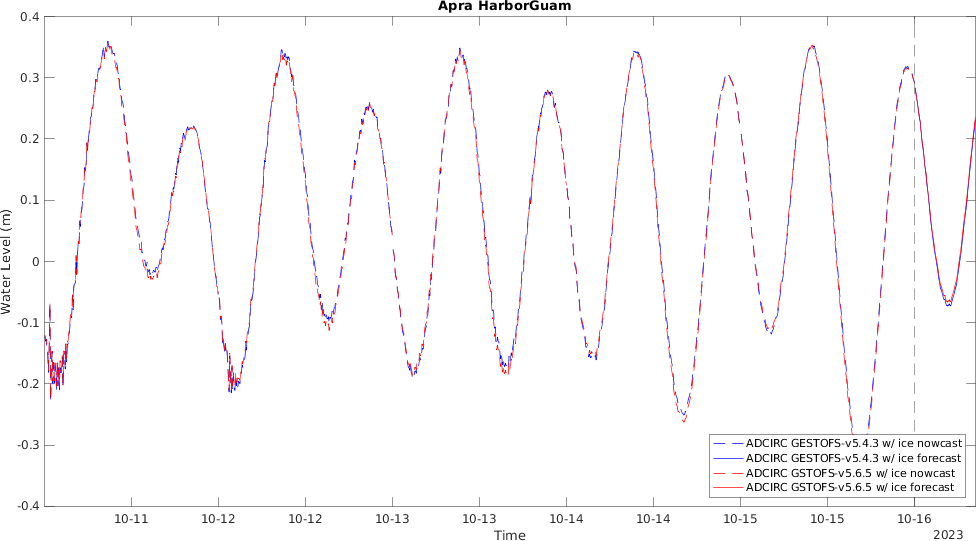 Apra HarborGuam
0.4
0.3
0.2
0.1
0
-0.1
-0.2
-0.3
-0.4
Water Level (m)
ADCIRC GESTOFS-v5.4.3 w/ ice nowcast
ADCIRC GESTOFS-v5.4.3 w/ ice forecast
ADCIRC GSTOFS-v5.6.5 w/ ice nowcast
ADCIRC GSTOFS-v5.6.5 w/ ice forecast
10-11 10-12 10-12 10-13 10-13 10-14 10-14 10-15 10-15 10-16
Time
2023